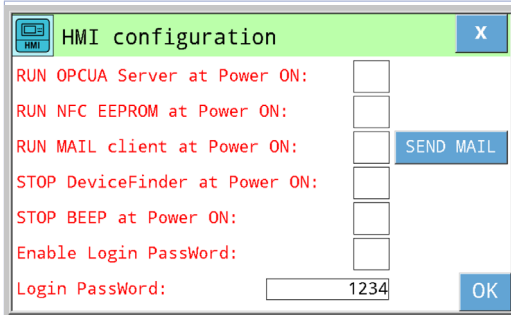 HMI
HMI configuration
X
RUN OPCUA Server at Power ON:
RUN NFC EEPROM at Power ON:
RUN MAIL client at Power ON:
SEND MAIL
STOP DeviceFinder at Power ON:
STOP BEEP at Power ON:
Enable Login PassWord:
Login PassWord:
1234
OK